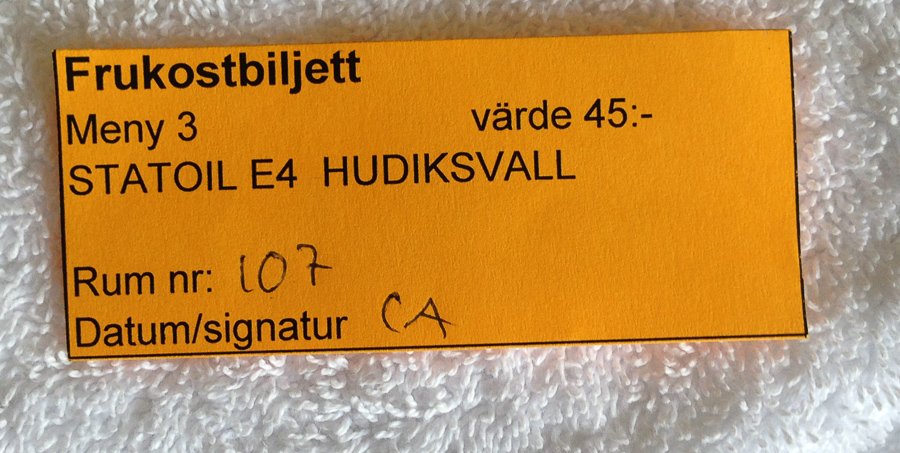 Frukostbiljett
Meny 3 värde 45:-
STATOIL E4 HUDIKSVALL
Rum nr: 107
Datum/signatur CA